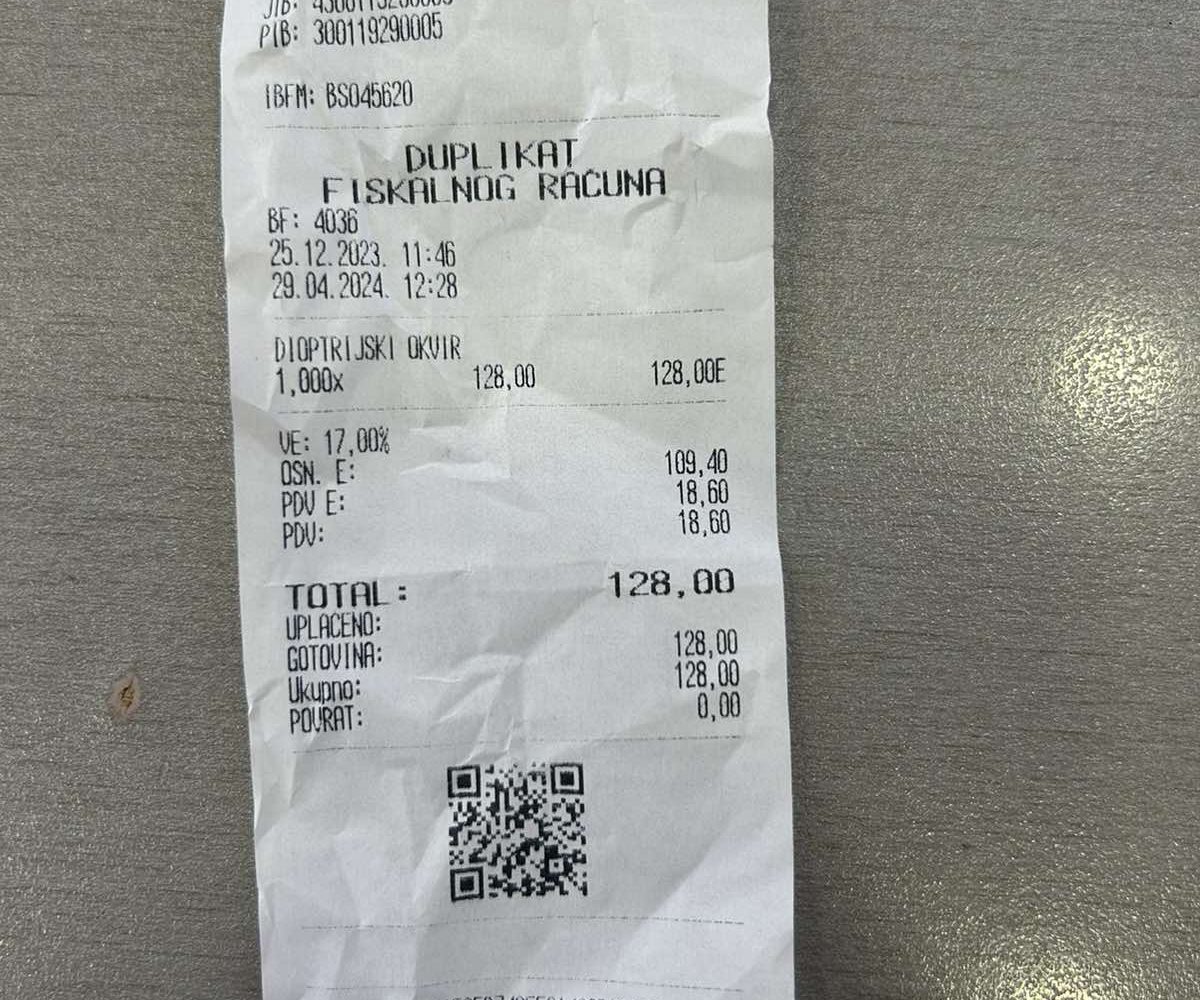 PIB: 300119290005
IBFM: BS045620
DUPLIKAT
FISKALNOG RACUNA
BF: 4036
25.12.2023. 11:46
29.04.2024. 12:28
DIOPTRIJSKI OKVIR
1,000x 128,00 128,00E
VE: 17,00%
OSN. E: 109,40
PDV E: 18,60
PDV: 18,60
TOTAL: 128,00
UPLACENO:
GOTOVINA: 128,00
Ukupno: 128,00
POVRAT: 0,00